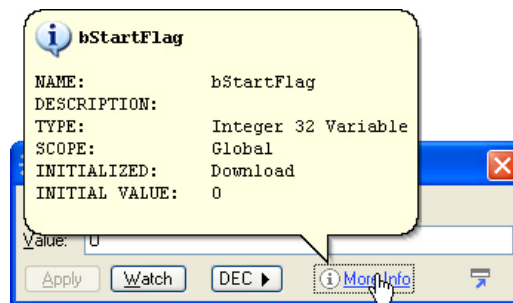 bStartFlag
NAME: bStartFlag
DESCRIPTION:
TYPE: Integer 32 Variable
SCOPE: Global
INITIALIZED: Download
INITIAL VALUE: 0
Value: 0
Apply Watch DEC More Info